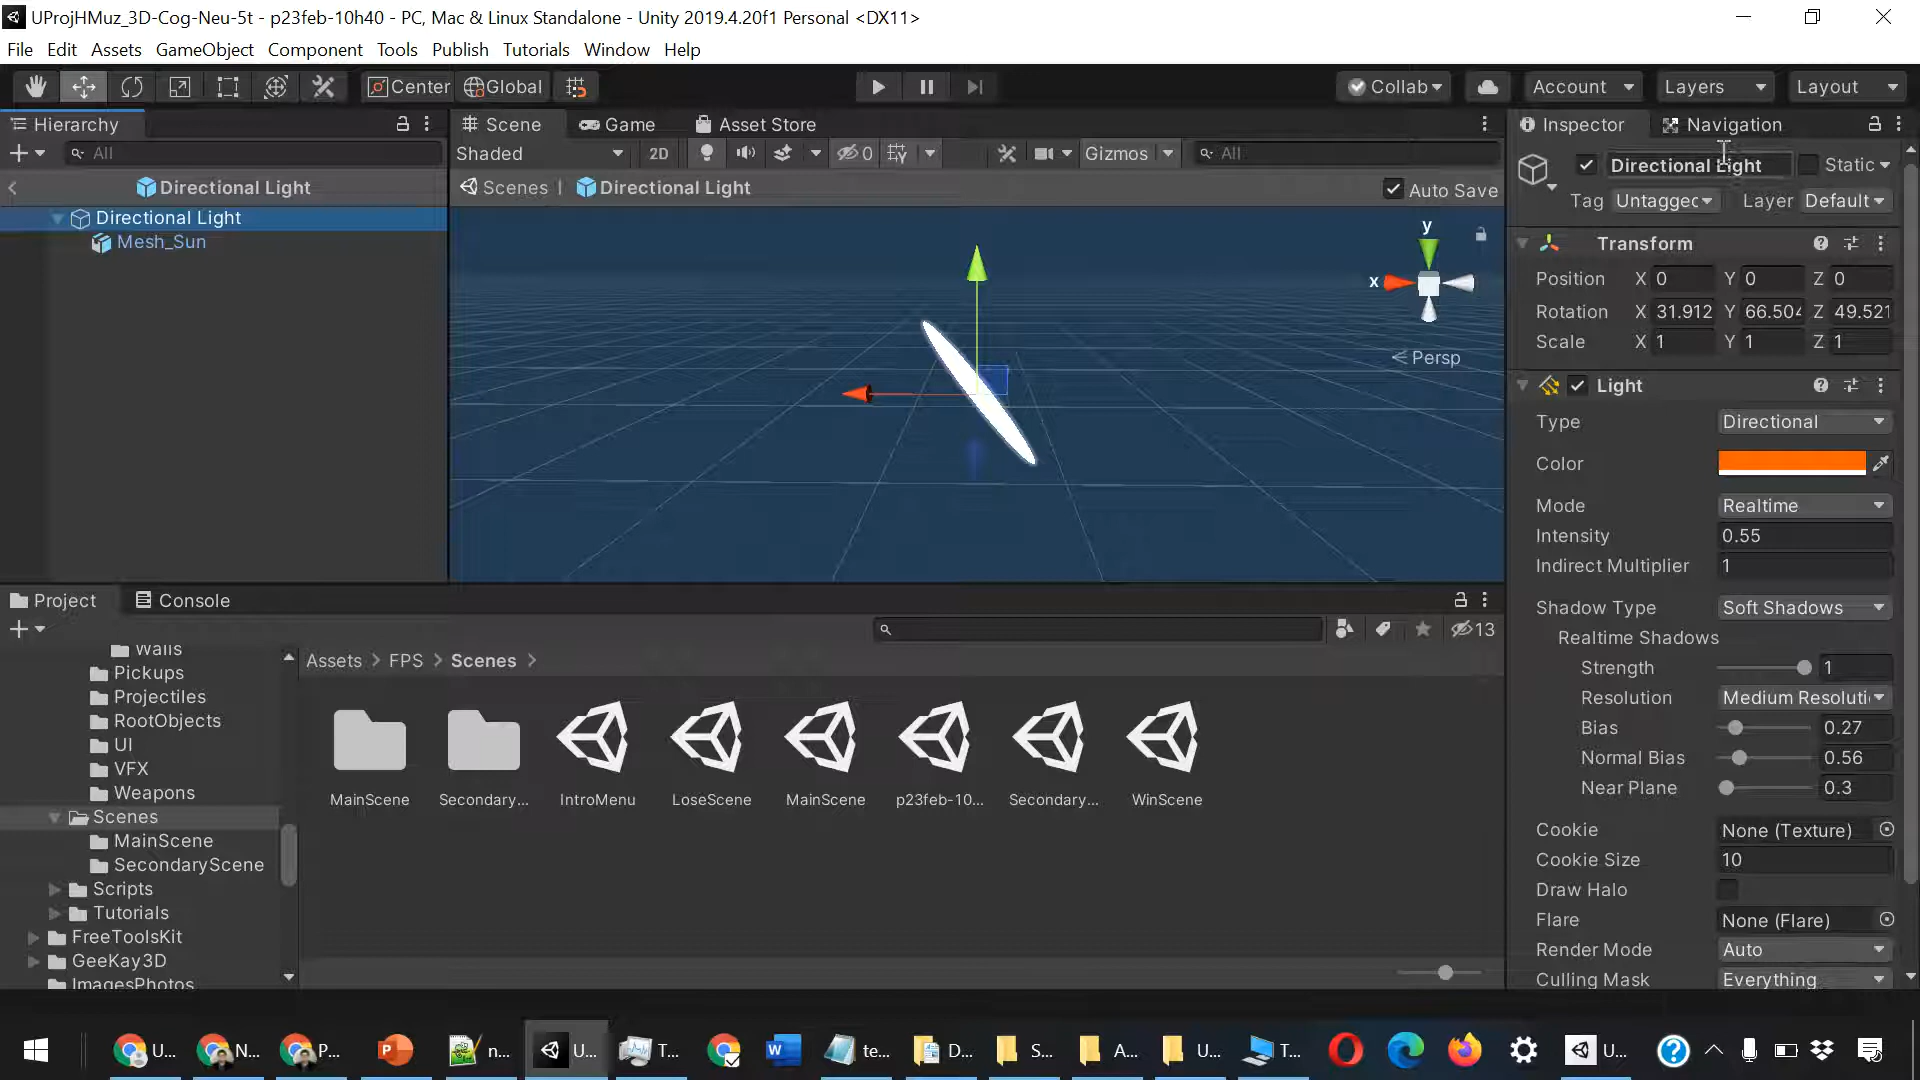 UProjHMuz_3D-Cog-Neu-5t - p23feb-10h40 - PC, Mac & Linux Standalone - Unity 2019.4.20f1 Personal <DX11>
File Edit Assets GameObject Component Tools Publish Tutorials Window Help
Center Global Collab Account Layers Layout
Hierarchy
All
Directional Light
Directional Light
Mesh_Sun
Scene Game Asset Store
Shaded 2D 0 Gizmos All
Scenes | Directional Light Auto Save
y
x
Persp
Inspector Navigation
Directional Light Static
Tag Untagged Layer Default
Transform
Position X 0 Y 0 Z 0
Rotation X 31.912 Y 66.504 Z 49.521
Scale X 1 Y 1 Z 1
Light
Type Directional
Color
Mode Realtime
Intensity 0.55
Indirect Multiplier 1
Shadow Type Soft Shadows
Realtime Shadows
Strength 1
Resolution Medium Resoluti
Bias 0.27
Normal Bias 0.56
Near Plane 0.3
Cookie None (Texture)
Cookie Size 10
Draw Halo
Flare None (Flare)
Render Mode Auto
Culling Mask Everything
Project Console
13
Walls
Pickups
Projectiles
RootObjects
UI
VFX
Weapons
Scenes
MainScene
SecondaryScene
Scripts
Tutorials
FreeToolsKit
GeeKay3D
ImagesPhotos
Assets > FPS > Scenes >
MainScene Secondary... IntroMenu LoseScene MainScene p23feb-10... Secondary... WinScene
U... N... P... P n... U... T... W te... D... S... A... U... T... U...